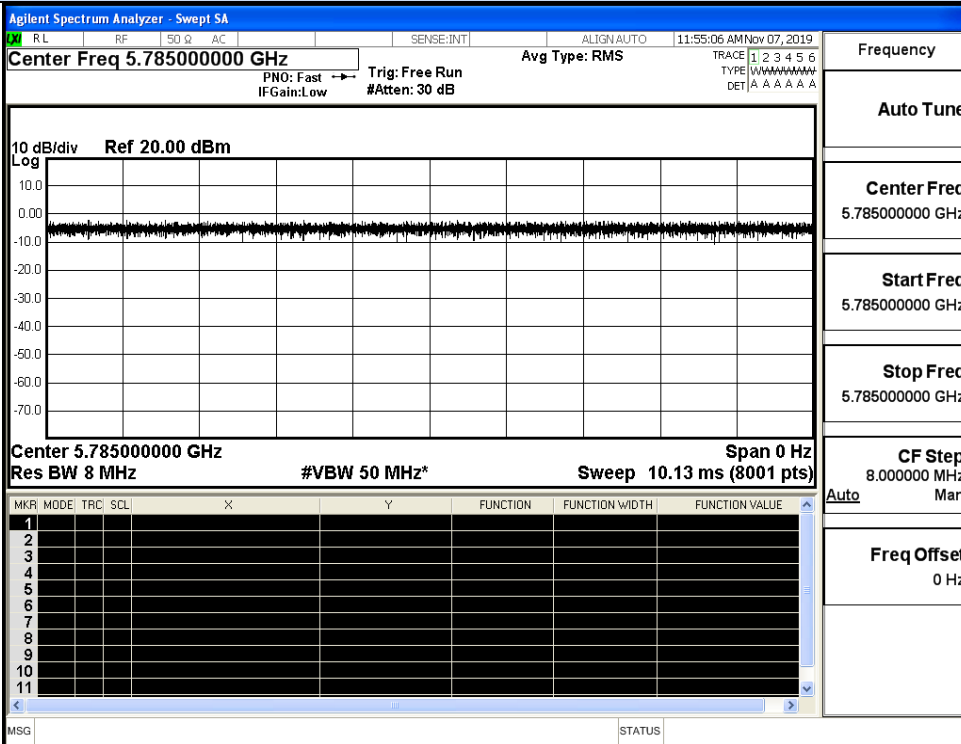 Agilent Spectrum Analyzer - Swept SA
LXI RL RF 50 Ω AC SENSE:INT ALIGN AUTO 11:55:06 AM Nov 07, 2019
Center Freq 5.785000000 GHz
PNO: Fast
IFGain:Low
Trig: Free Run
#Atten: 30 dB
Avg Type: RMS
TRACE 1 2 3 4 5 6
TYPE WWWWWW
DET A A A A A A
10 dB/div Ref 20.00 dBm
Log
10.0
0.00
-10.0
-20.0
-30.0
-40.0
-50.0
-60.0
-70.0
Center 5.785000000 GHz Span 0 Hz
Res BW 8 MHz #VBW 50 MHz* Sweep 10.13 ms (8001 pts)
MKR MODE TRC SCL X Y FUNCTION FUNCTION WIDTH FUNCTION VALUE
1
2
3
4
5
6
7
8
9
10
11
MSG STATUS
Frequency
Auto Tune
Center Freq
5.785000000 GHz
Start Freq
5.785000000 GHz
Stop Freq
5.785000000 GHz
CF Step
8.000000 MHz
Auto Man
Freq Offset
0 Hz